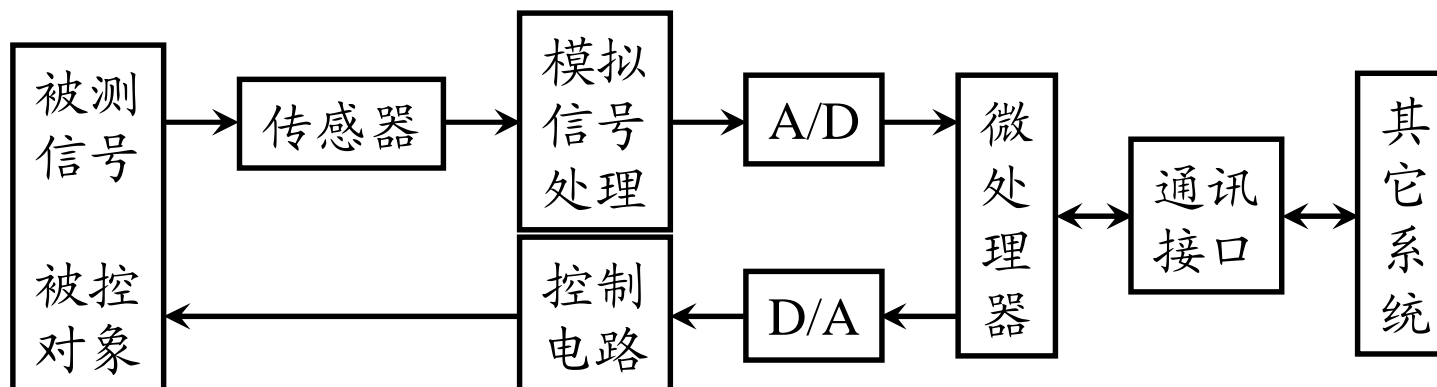 被测
信号
被控
对象
传感器
模拟
信号
处理
控制
电路
A/D
D/A
微
处
理
器
通讯
接口
其
它
系
统